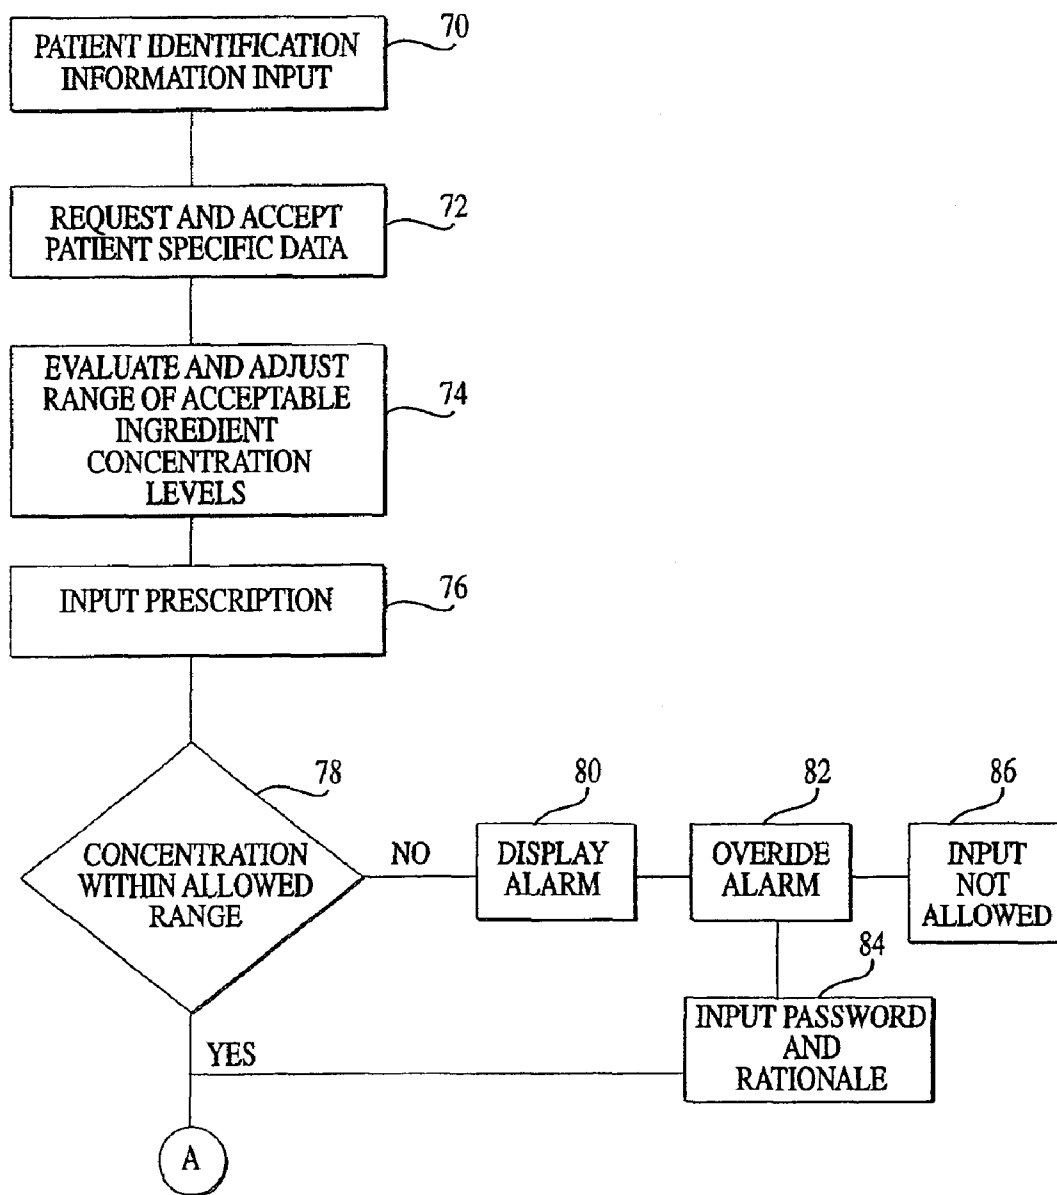 70
PATIENT IDENTIFICATION
INFORMATION INPUT
72
REQUEST AND ACCEPT
PATIENT SPECIFIC DATA
74
EVALUATE AND ADJUST
RANGE OF ACCEPTABLE
INGREDIENT
CONCENTRATION
LEVELS
76
INPUT PRESCRIPTION
78
CONCENTRATION
WITHIN ALLOWED
RANGE
NO
80
DISPLAY
ALARM
82
OVERIDE
ALARM
86
INPUT
NOT
ALLOWED
84
INPUT PASSWORD
AND
RATIONALE
YES
A